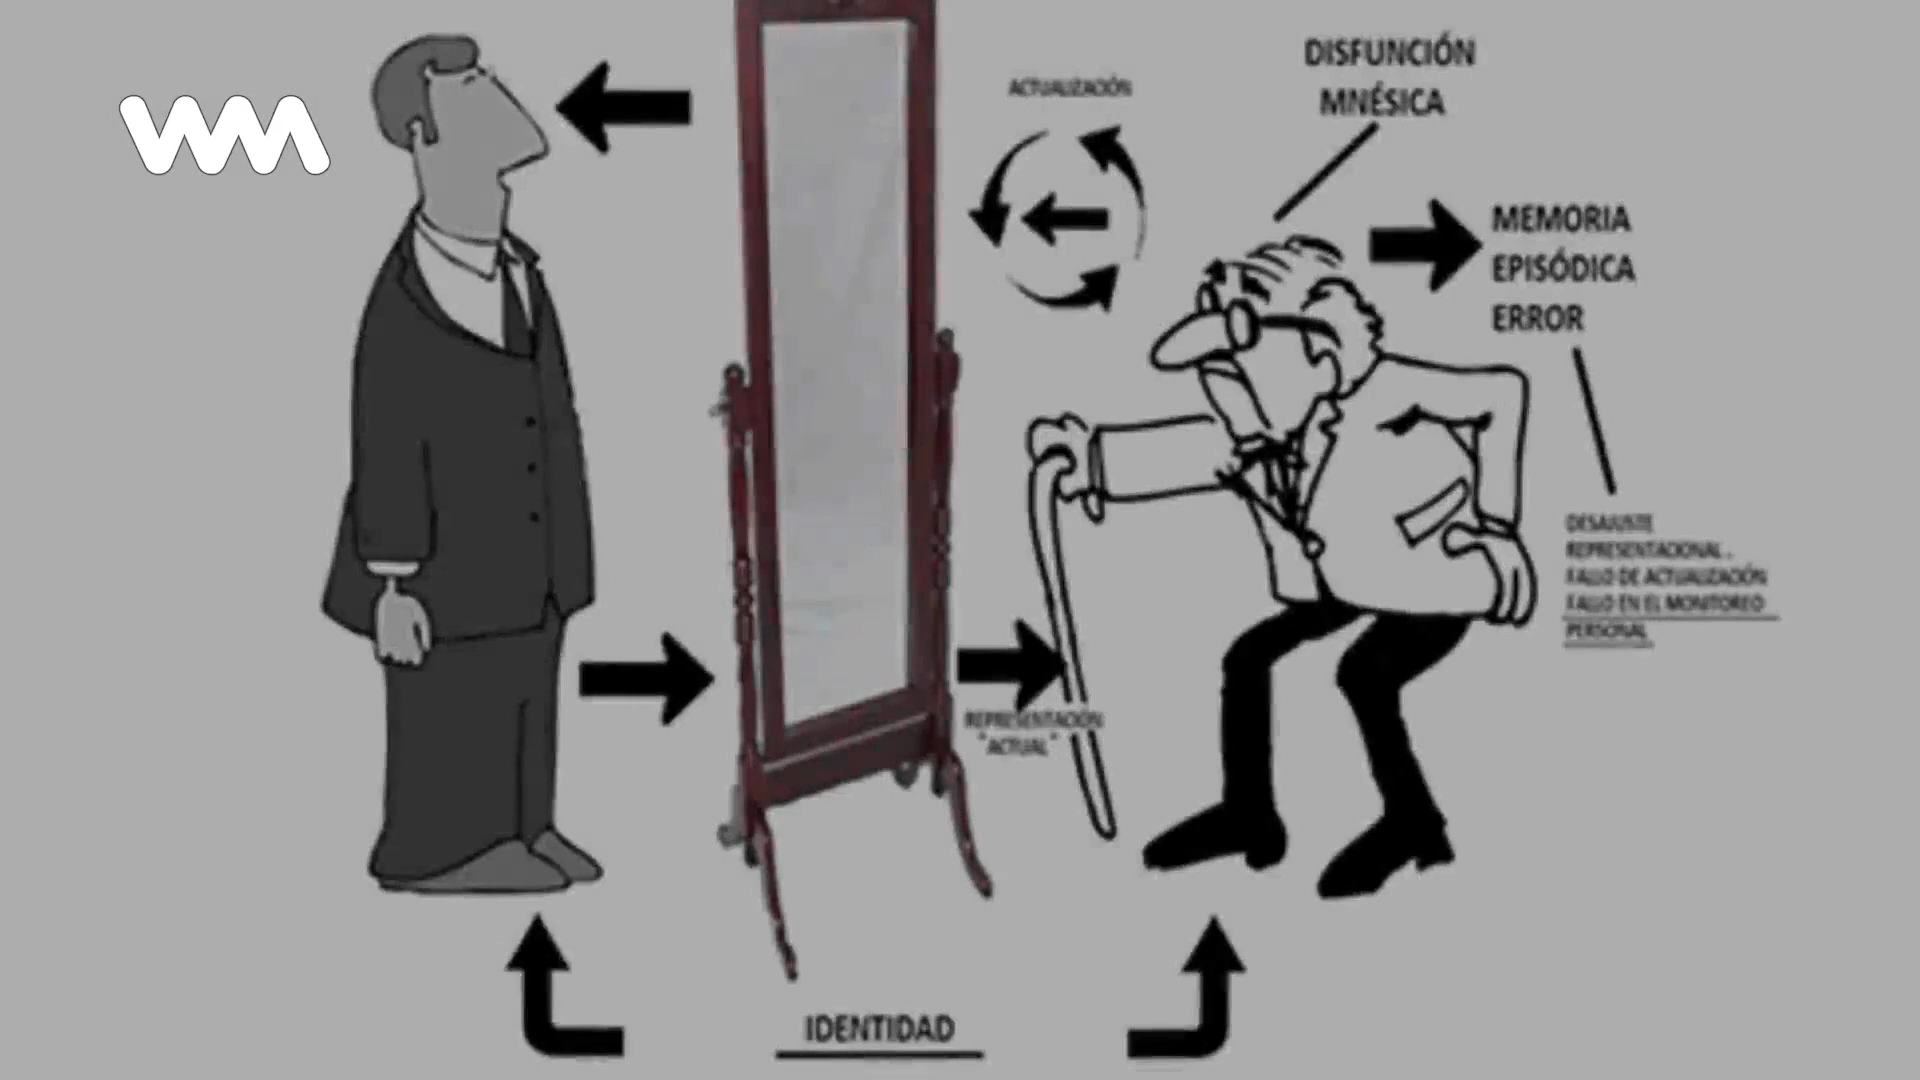 WM
ACTUALIZACIÓN
DISFUNCIÓN
MNÉSICA
MEMORIA
EPISÓDICA
ERROR
DESAJUSTE
REPRESENTACIONAL.
FALLO DE ACTUALIZACIÓN
FALLO EN EL MONITOREO
PERSONAL
REPRESENTACIÓN
"ACTUAL"
IDENTIDAD